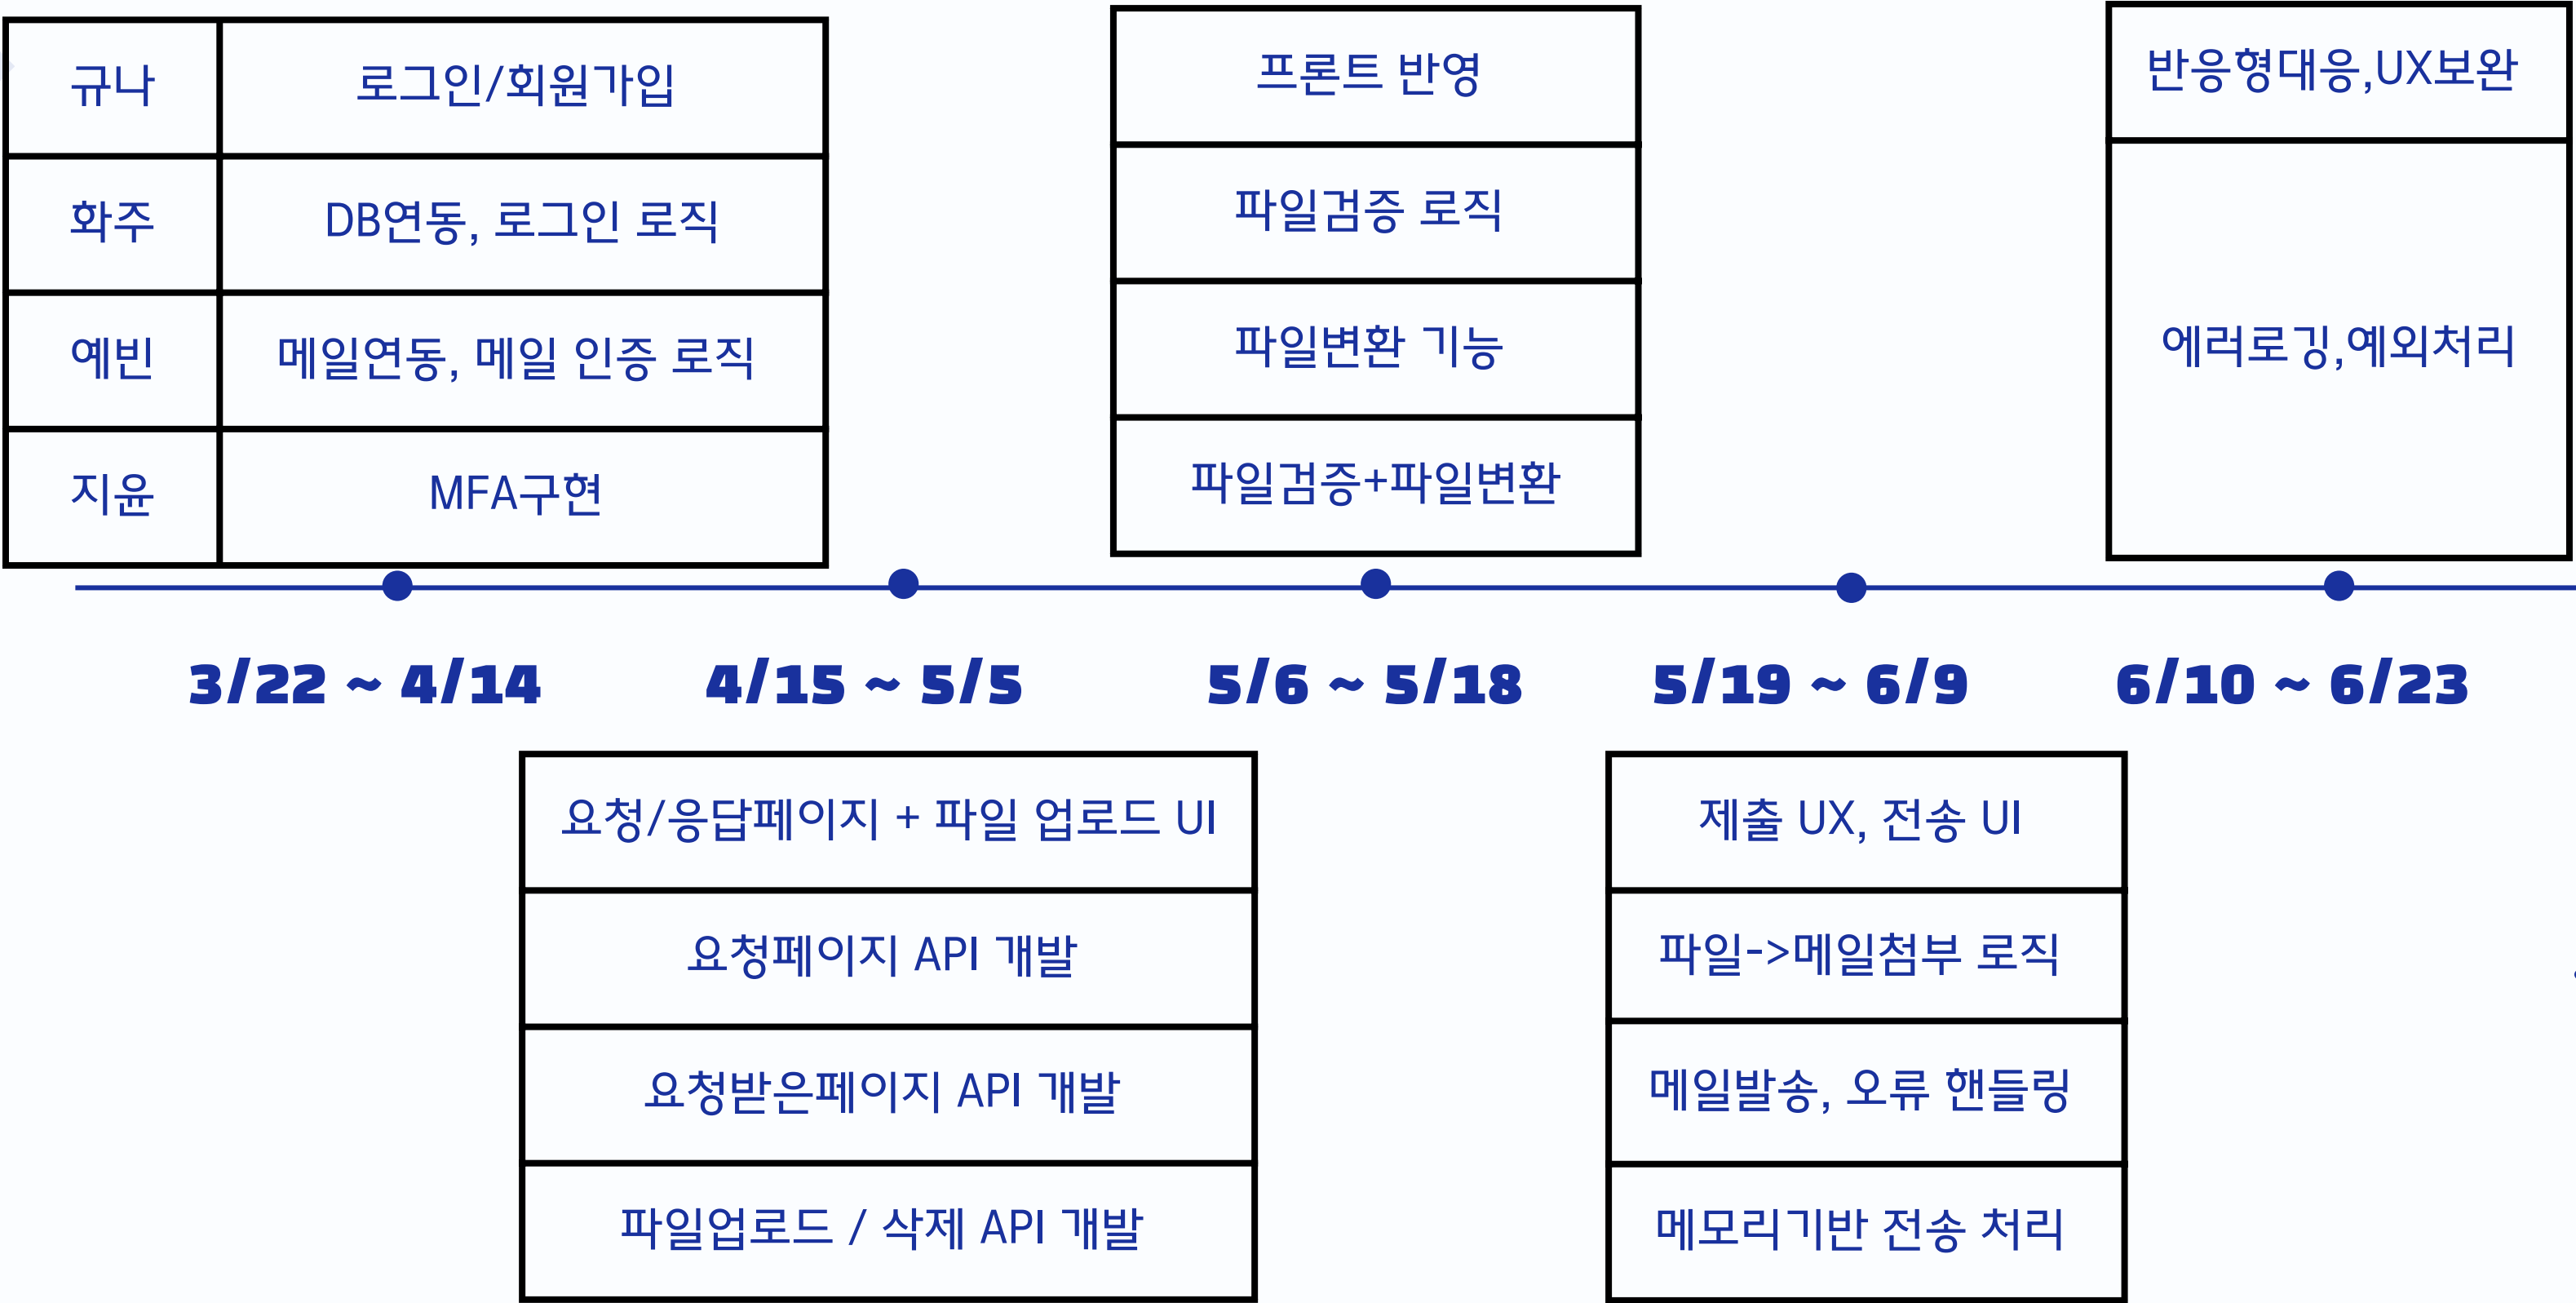 규나 로그인/회원가입
화주 DB연동, 로그인 로직
예빈 메일연동, 메일 인증 로직
지윤 MFA구현
프론트 반영
파일검증 로직
파일변환 기능
파일검증+파일변환
반응형대응,UX보완
에러로깅,예외처리
3/22 ~ 4/14
4/15 ~ 5/5
5/6 ~ 5/18
5/19 ~ 6/9
6/10 ~ 6/23
요청/응답페이지 + 파일 업로드 UI
요청페이지 API 개발
요청받은페이지 API 개발
파일업로드 / 삭제 API 개발
제출 UX, 전송 UI
파일->메일첨부 로직
메일발송, 오류 핸들링
메모리기반 전송 처리